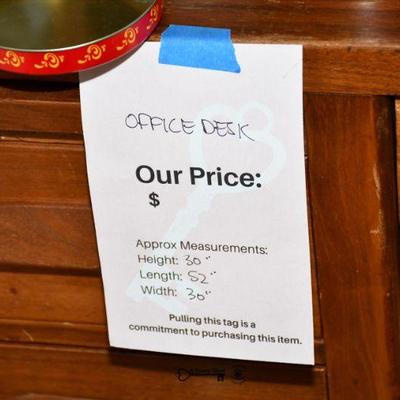 OFFICE DESK
Our Price:
$
Approx Measurements:
Height: 30"
Length: 52"
Width: 30"
Pulling this tag is a
commitment to purchasing this item.